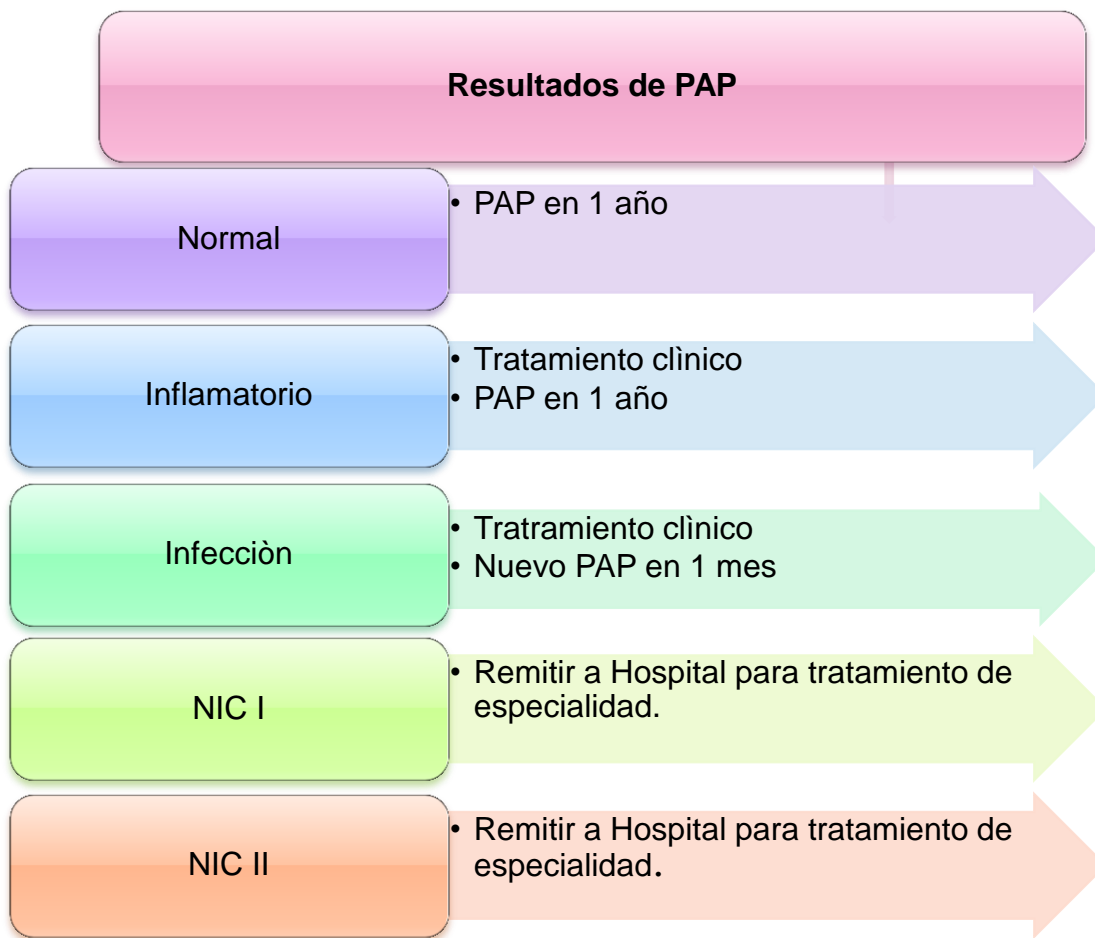 Resultados de PAP
Normal
• PAP en 1 año
Inflamatorio
• Tratamiento clìnico
• PAP en 1 año
Infecciòn
• Tratramiento clìnico
• Nuevo PAP en 1 mes
NIC I
• Remitir a Hospital para tratamiento de
especialidad.
NIC II
• Remitir a Hospital para tratamiento de
especialidad.